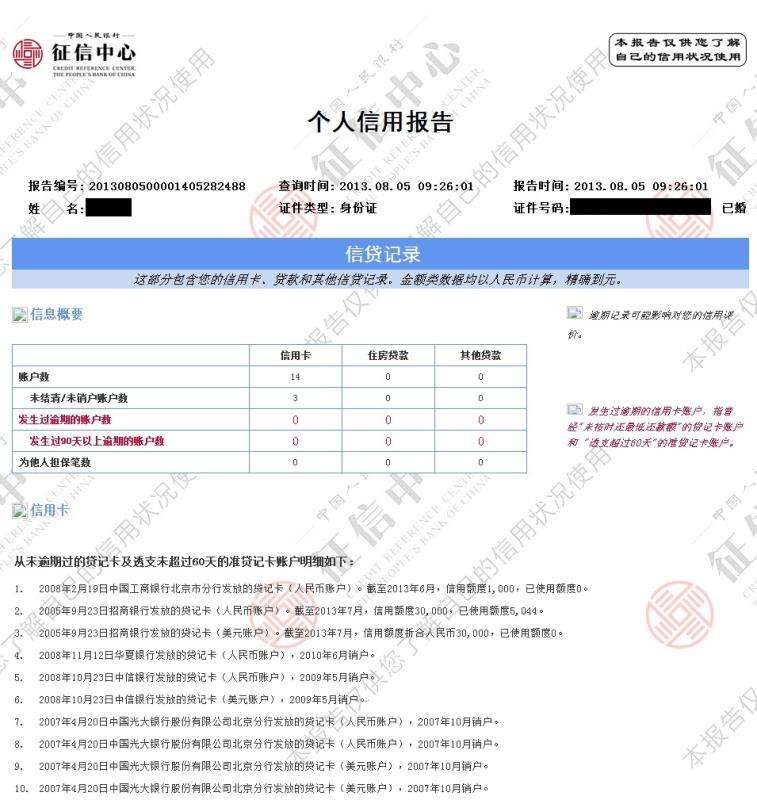 中国人民银行
征信中心
CREDIT REFERENCE CENTER,
THE PEOPLE'S BANK OF CHINA
本报告仅供您了解
自己的信用状况使用
个人信用报告
报告编号: 2013080500001405282488 查询时间: 2013.08.05 09:26:01 报告时间: 2013.08.05 09:26:01
姓 名: 证件类型: 身份证 证件号码: 已婚
信贷记录
这部分包含您的信用卡、贷款和其他信贷记录。金额类数据均以人民币计算，精确到元。
信息概要
逾期记录可能影响对您的信用评
价。
信用卡 住房贷款 其他贷款
账户数 14 0 0
未结清/未销户账户数 3 0 0
发生过逾期的账户数 0 0 0
发生过90天以上逾期的账户数 0 0 0
为他人担保笔数 0 0 0
发生过逾期的信用卡账户，指曾
经"未按时还最低还款额"的贷记卡账户
和 "透支超过60天"的准贷记卡账户。
信用卡
从未逾期过的贷记卡及透支未超过60天的准贷记卡账户明细如下：
1. 2008年2月19日中国工商银行北京市分行发放的贷记卡（人民币账户）。截至2013年6月，信用额度1,000，已使用额度0。
2. 2005年9月23日招商银行发放的贷记卡（人民币账户）。截至2013年7月，信用额度30,000，已使用额度5,044。
3. 2005年9月23日招商银行发放的贷记卡（美元账户）。截至2013年7月，信用额度折合人民币30,000，已使用额度0。
4. 2008年11月12日华夏银行发放的贷记卡（人民币账户），2010年6月销户。
5. 2008年10月23日中信银行发放的贷记卡（人民币账户），2009年5月销户。
6. 2008年10月23日中信银行发放的贷记卡（美元账户），2009年5月销户。
7. 2007年4月20日中国光大银行股份有限公司北京分行发放的贷记卡（人民币账户），2007年10月销户。
8. 2007年4月20日中国光大银行股份有限公司北京分行发放的贷记卡（人民币账户），2007年10月销户。
9. 2007年4月20日中国光大银行股份有限公司北京分行发放的贷记卡（美元账户），2007年10月销户。
10. 2007年4月20日中国光大银行股份有限公司北京分行发放的贷记卡（美元账户），2007年10月销户。